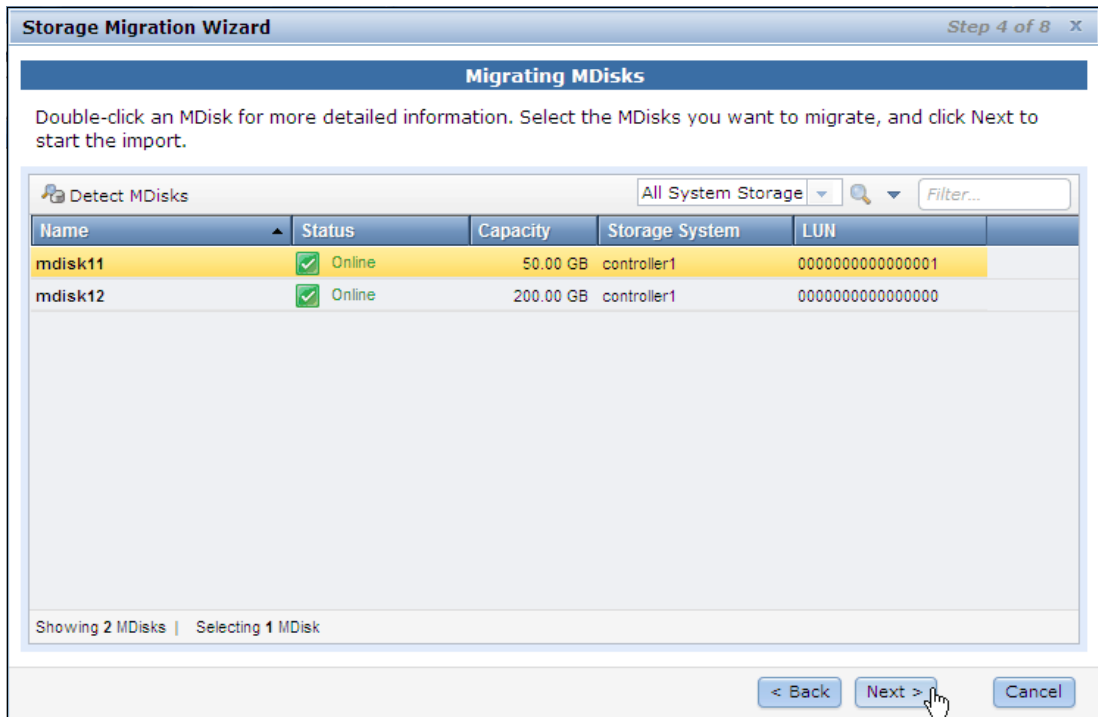 Storage Migration Wizard Step 4 of 8 X
Migrating MDisks
Double-click an MDisk for more detailed information. Select the MDisks you want to migrate, and click Next to
start the import.
Detect MDisks All System Storage Filter...
Name Status Capacity Storage System LUN
mdisk11 Online 50.00 GB controller1 0000000000000001
mdisk12 Online 200.00 GB controller1 0000000000000000
Showing 2 MDisks | Selecting 1 MDisk
< Back Next > Cancel